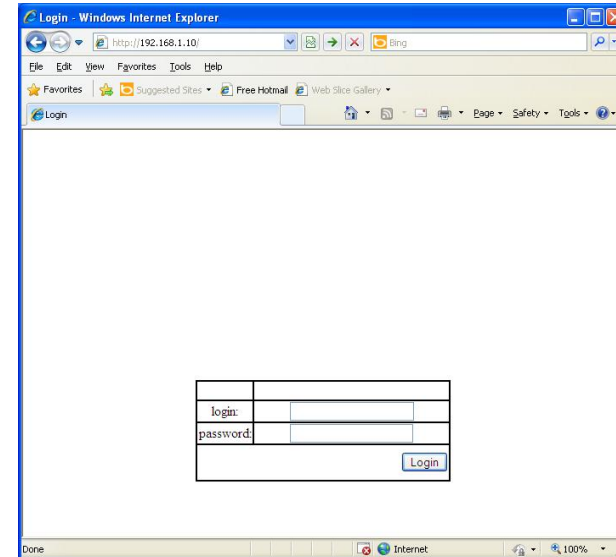 Login - Windows Internet Explorer
http://192.168.1.10/
Bing
File Edit View Favorites Tools Help
Favorites Suggested Sites Free Hotmail Web Slice Gallery
Login Page Safety Tools
login:
password:
Login
Done Internet 100%